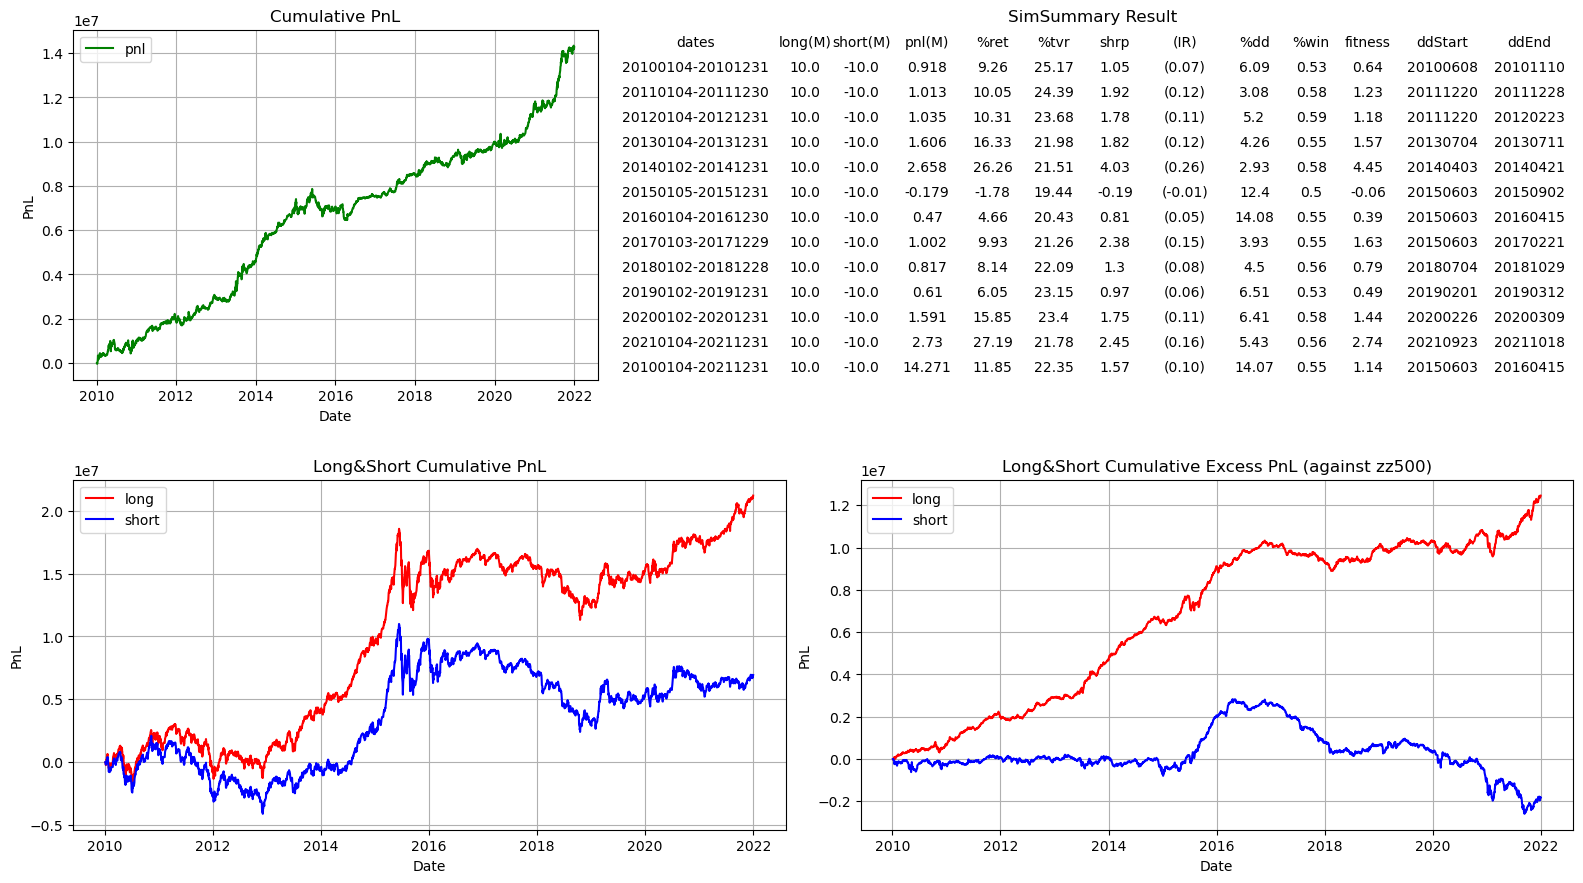 Cumulative PnL
1e7
pnl
1.4
1.2
1.0
0.8
0.6
0.4
0.2
0.0
PnL
2010 2012 2014 2016 2018 2020 2022
Date
SimSummary Result
dates long(M) short(M) pnl(M) %ret %tvr shrp (IR) %dd %win fitness ddStart ddEnd
20100104-20101231 10.0 -10.0 0.918 9.26 25.17 1.05 (0.07) 6.09 0.53 0.64 20100608 20101110
20110104-20111230 10.0 -10.0 1.013 10.05 24.39 1.92 (0.12) 3.08 0.58 1.23 20111220 20111228
20120104-20121231 10.0 -10.0 1.035 10.31 23.68 1.78 (0.11) 5.2 0.59 1.18 20111220 20120223
20130104-20131231 10.0 -10.0 1.606 16.33 21.98 1.82 (0.12) 4.26 0.55 1.57 20130704 20130711
20140102-20141231 10.0 -10.0 2.658 26.26 21.51 4.03 (0.26) 2.93 0.58 4.45 20140403 20140421
20150105-20151231 10.0 -10.0 -0.179 -1.78 19.44 -0.19 (-0.01) 12.4 0.5 -0.06 20150603 20150902
20160104-20161230 10.0 -10.0 0.47 4.66 20.43 0.81 (0.05) 14.08 0.55 0.39 20150603 20160415
20170103-20171229 10.0 -10.0 1.002 9.93 21.26 2.38 (0.15) 3.93 0.55 1.63 20150603 20170221
20180102-20181228 10.0 -10.0 0.817 8.14 22.09 1.3 (0.08) 4.5 0.56 0.79 20180704 20181029
20190102-20191231 10.0 -10.0 0.61 6.05 23.15 0.97 (0.06) 6.51 0.53 0.49 20190201 20190312
20200102-20201231 10.0 -10.0 1.591 15.85 23.4 1.75 (0.11) 6.41 0.58 1.44 20200226 20200309
20210104-20211231 10.0 -10.0 2.73 27.19 21.78 2.45 (0.16) 5.43 0.56 2.74 20210923 20211018
20100104-20211231 10.0 -10.0 14.271 11.85 22.35 1.57 (0.10) 14.07 0.55 1.14 20150603 20160415
Long&Short Cumulative PnL
1e7
long
short
2.0
1.5
1.0
0.5
0.0
−0.5
PnL
2010 2012 2014 2016 2018 2020 2022
Date
Long&Short Cumulative Excess PnL (against zz500)
1e7
long
short
1.2
1.0
0.8
0.6
0.4
0.2
0.0
−0.2
PnL
2010 2012 2014 2016 2018 2020 2022
Date